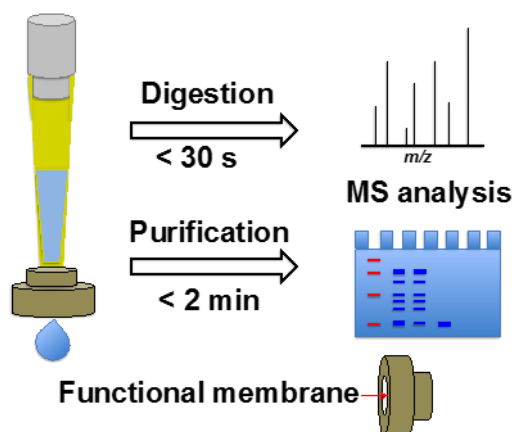 Digestion
< 30 s
m/z
MS analysis
Purification
< 2 min
Functional membrane